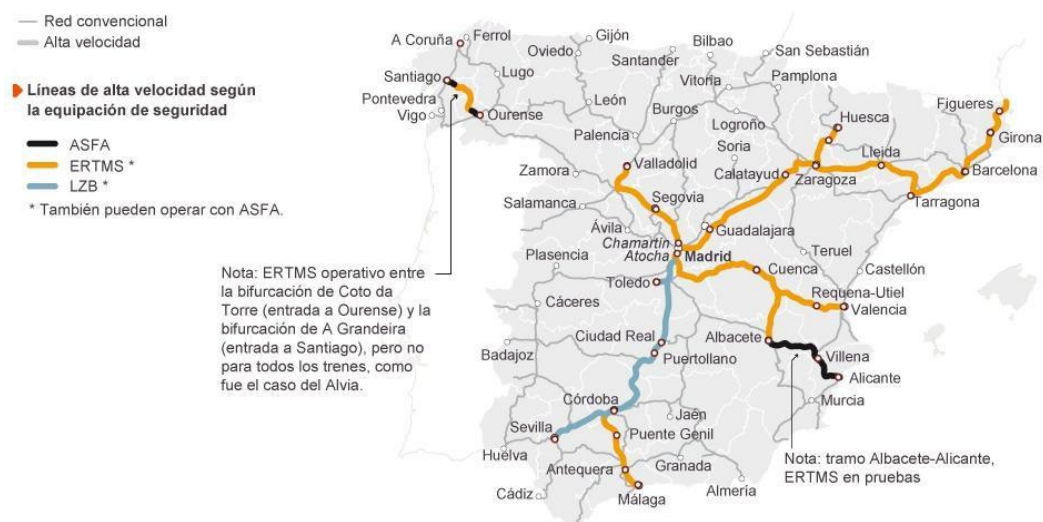 Red convencional
Alta velocidad
Líneas de alta velocidad según
la equipación de seguridad
ASFA
ERTMS *
LZB *
* También pueden operar con ASFA.
Nota: ERTMS operativo entre
la bifurcación de Coto da
Torre (entrada a Ourense) y la
bifurcación de A Grandeira
(entrada a Santiago), pero no
para todos los trenes, como
fue el caso del Alvia.
A Coruña
Ferrol
Gijón
Oviedo
Bilbao
Santander
San Sebastián
Santiago
Lugo
Vitoria
Pamplona
Pontevedra
Vigo
Ourense
León
Burgos
Logroño
Huesca
Figueres
Girona
Palencia
Soria
Lleida
Zamora
Valladolid
Calatayud
Zaragoza
Barcelona
Tarragona
Salamanca
Segovia
Ávila
Guadalajara
Chamartín
Atocha
Madrid
Teruel
Plasencia
Cuenca
Castellón
Toledo
Requena-Utiel
Valencia
Cáceres
Ciudad Real
Albacete
Badajoz
Puertollano
Villena
Alicante
Murcia
Córdoba
Jaén
Sevilla
Puente Genil
Huelva
Antequera
Granada
Nota: tramo Albacete-Alicante,
ERTMS en pruebas
Cádiz
Málaga
Almería